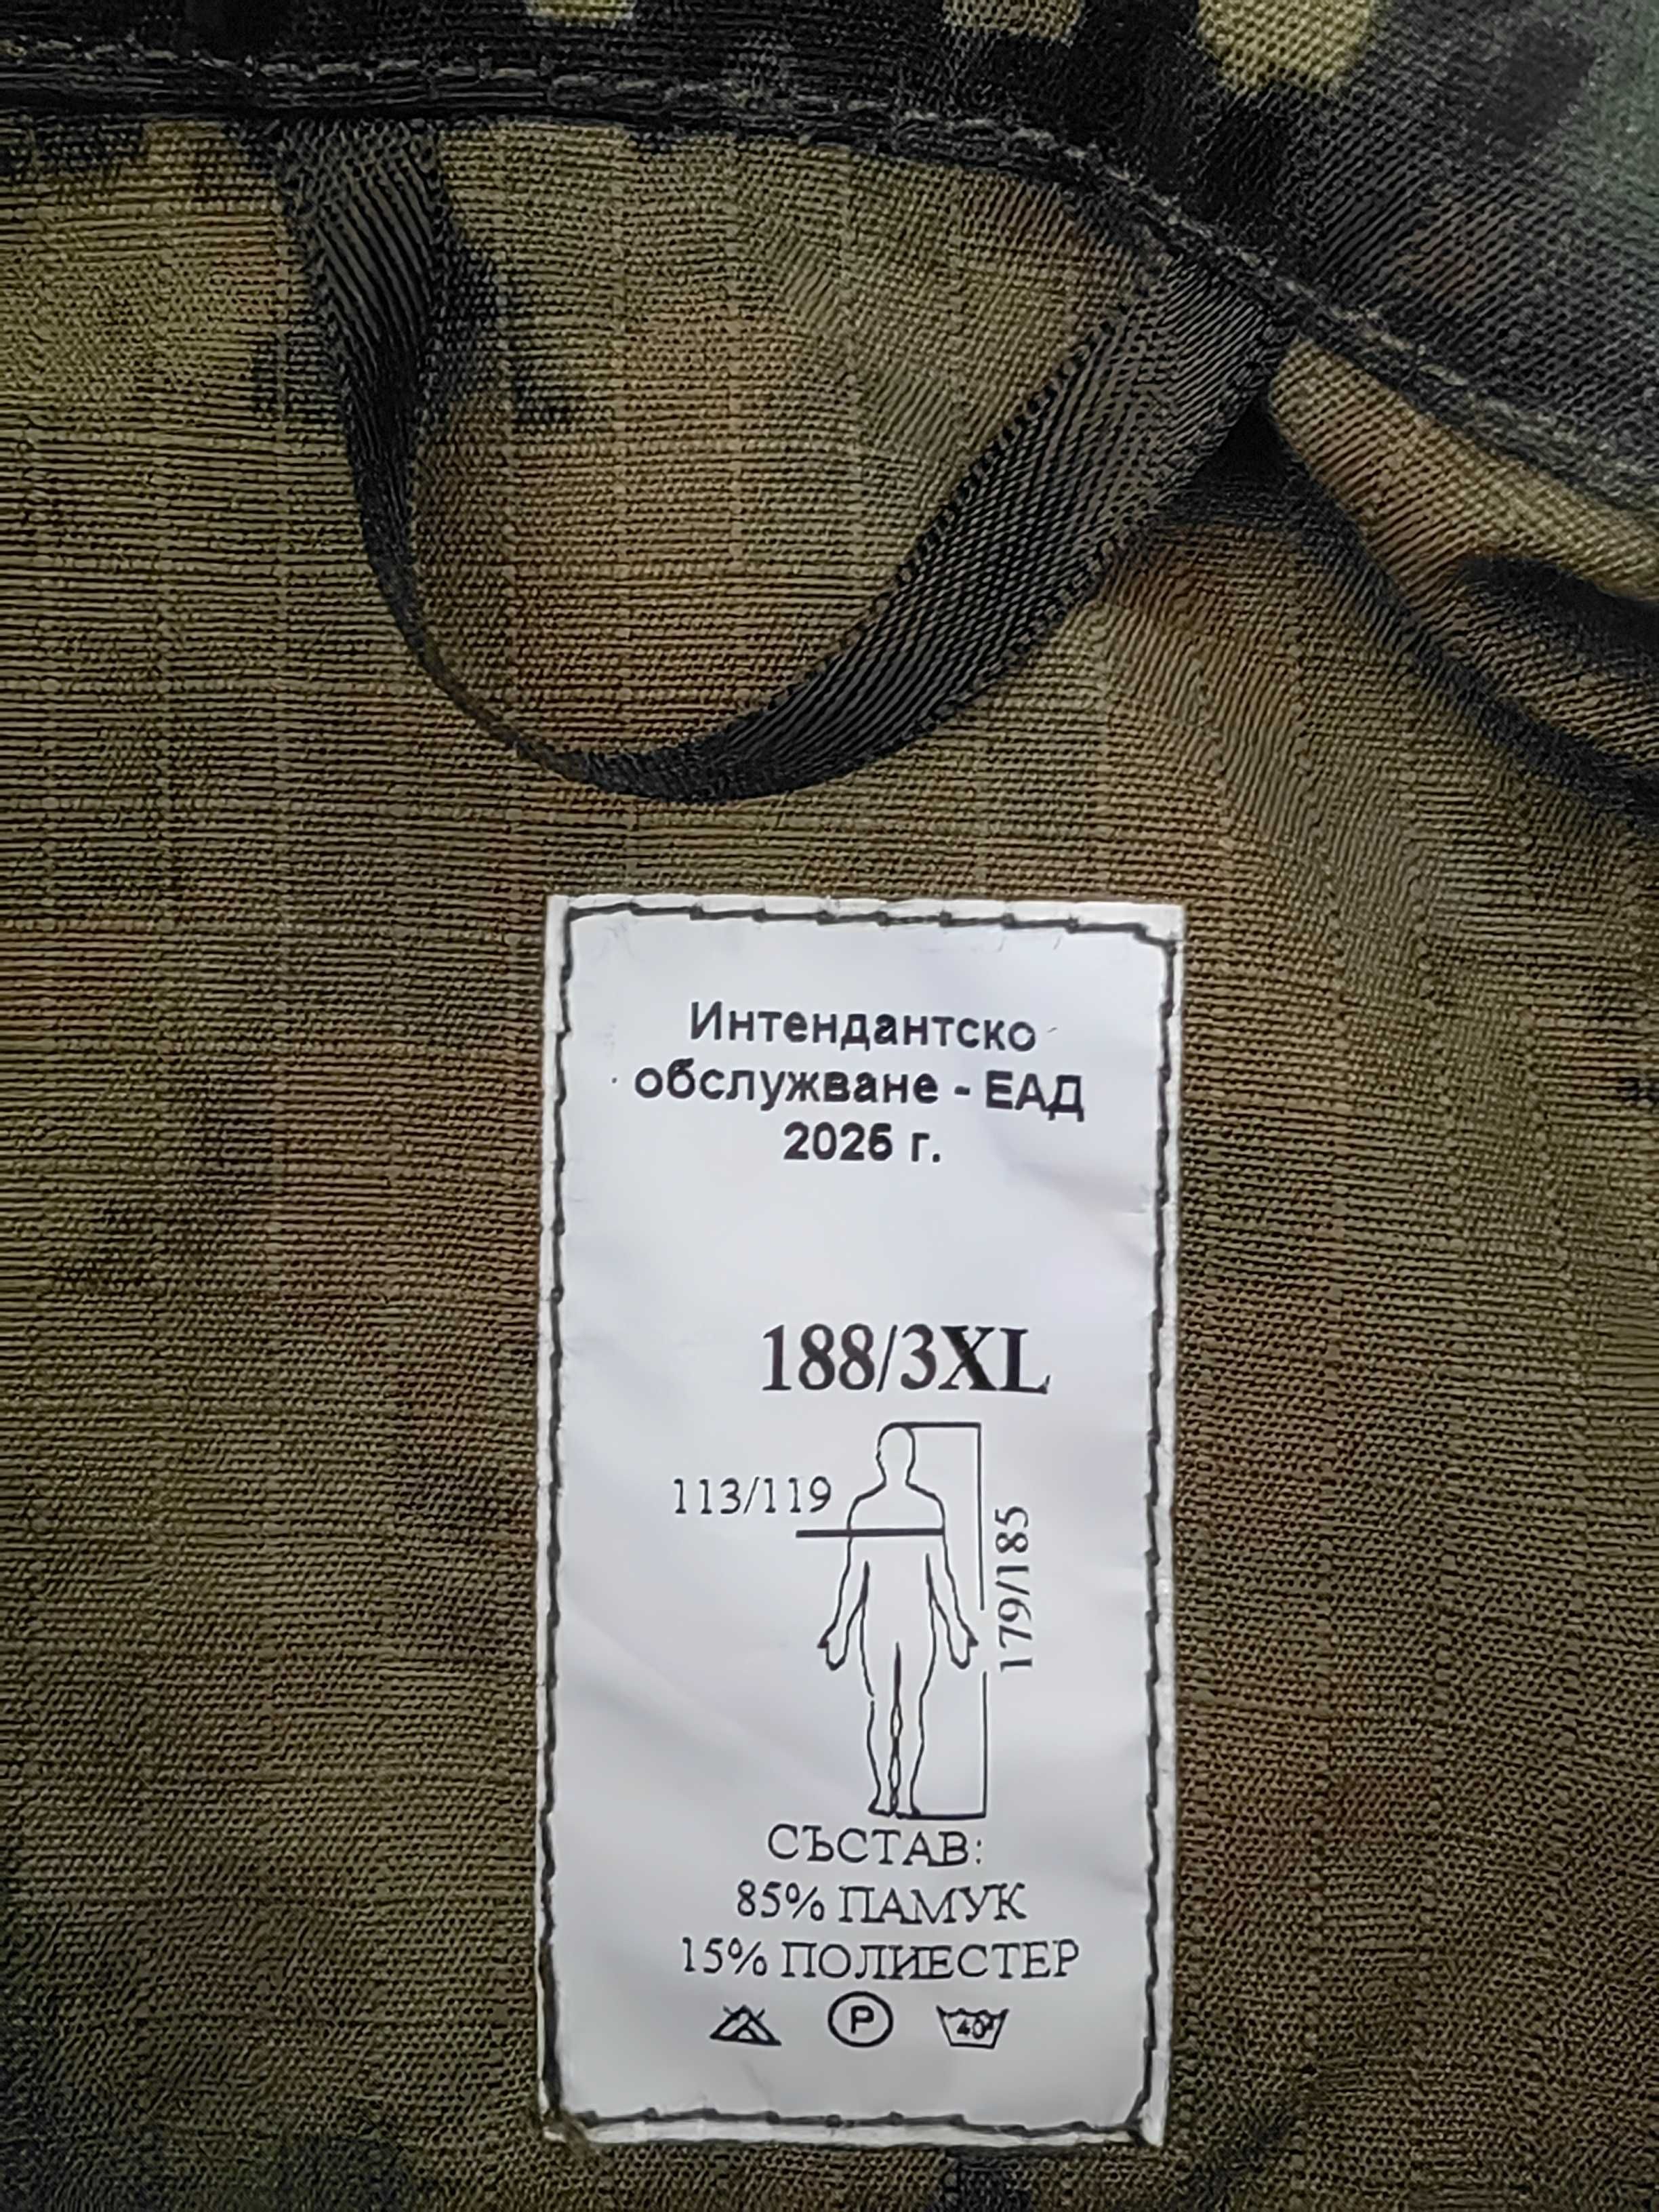 Интендантско
обслужване - ЕАД
2025 г.
188/3XL
113/119
179/185
СЪСТАВ:
85% ПАМУК
15% ПОЛИЕСТЕР
P
40°